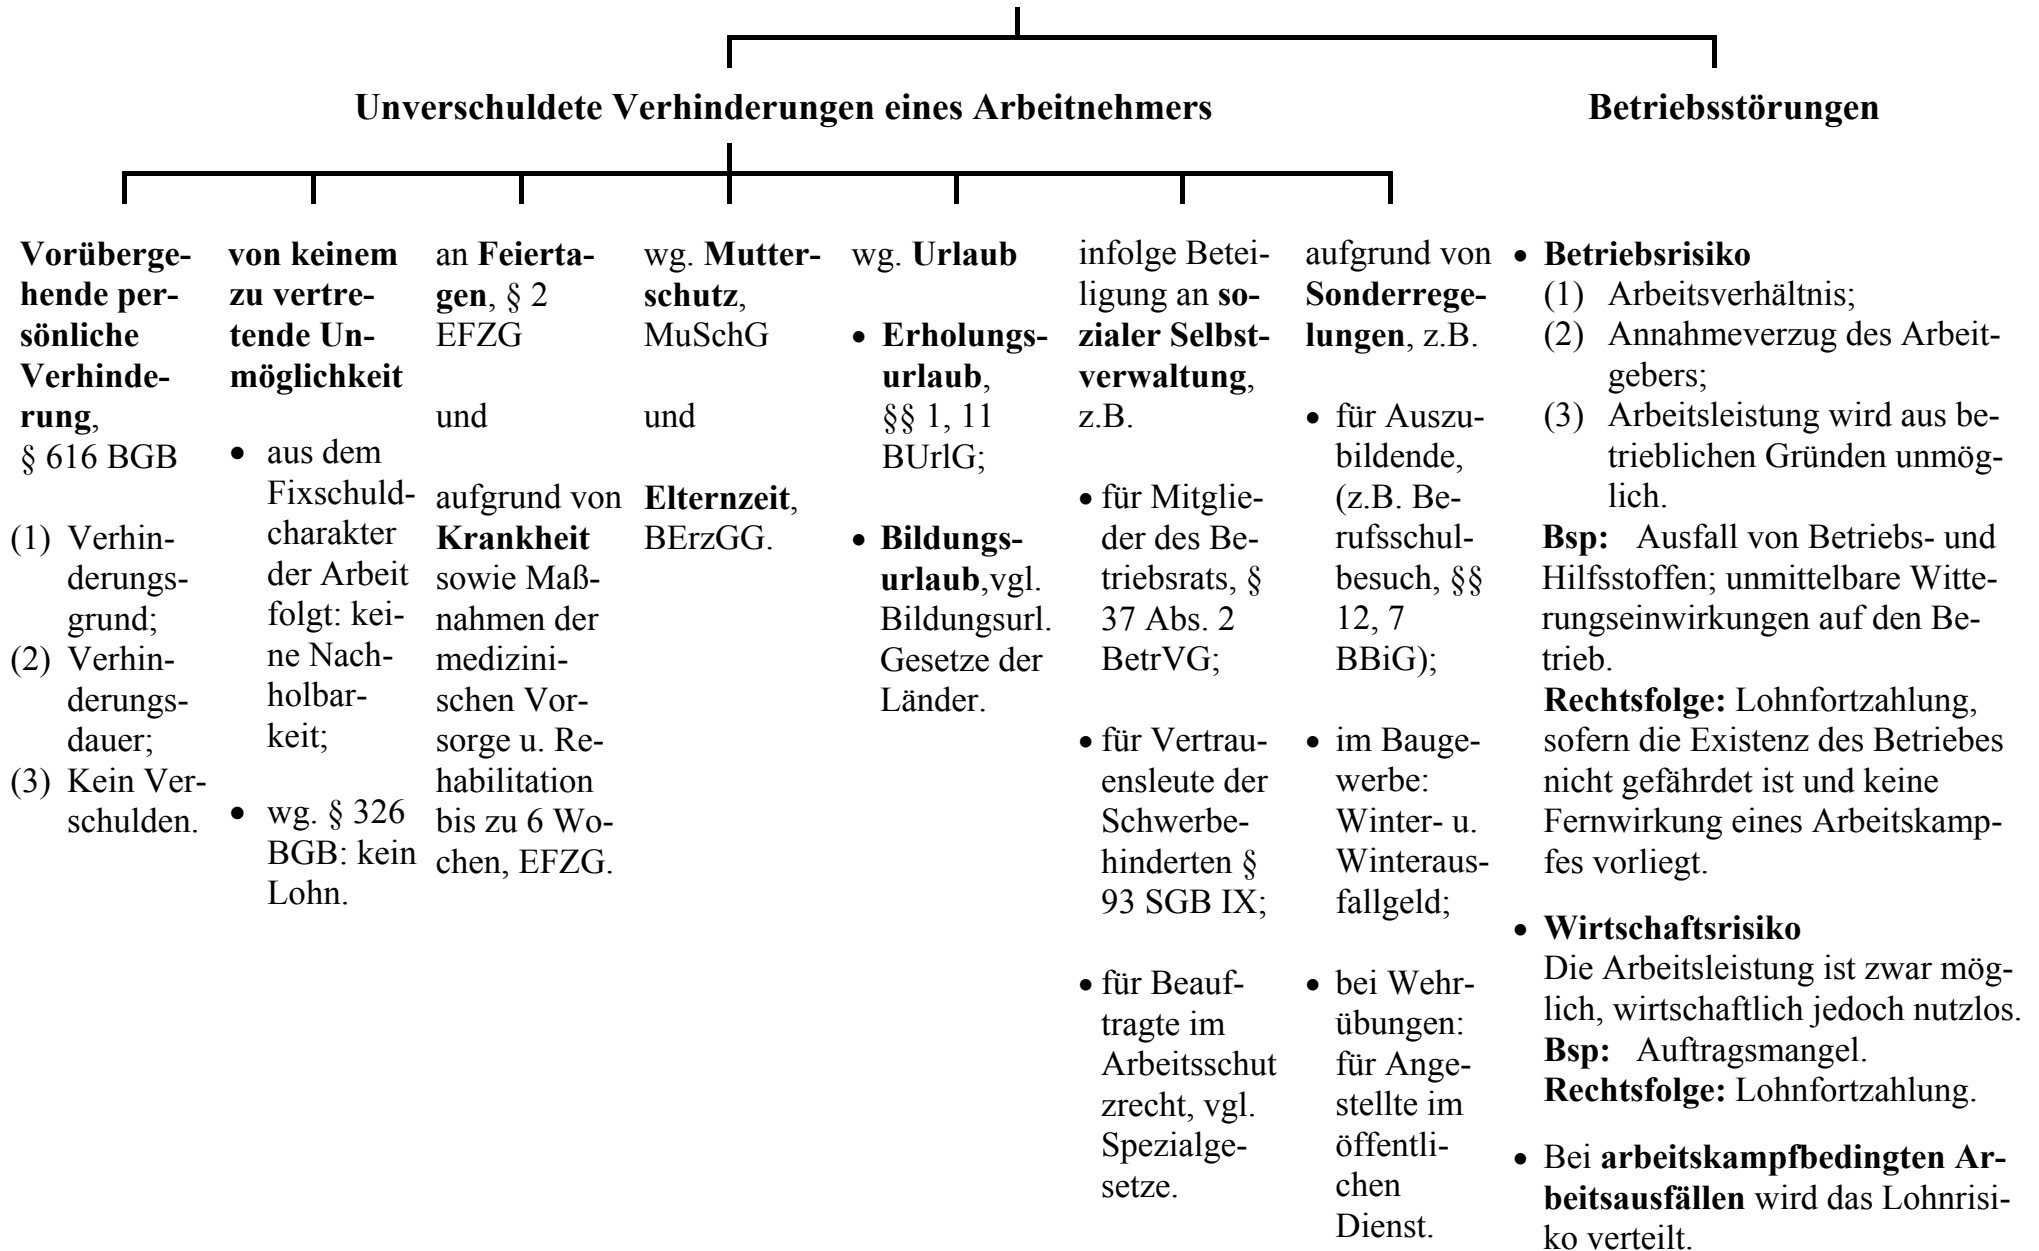 Unverschuldete Verhinderungen eines Arbeitnehmers
Betriebsstörungen
Vorüberge-
hende per-
sönliche
Verhinde-
rung,
§ 616 BGB
(1) Verhin-
derungs-
grund;
(2) Verhin-
derungs-
dauer;
(3) Kein Ver-
schulden.
von keinem
zu vertre-
tende Un-
möglichkeit
• aus dem
Fixschuld-
charakter
der Arbeit
folgt: kei-
ne Nach-
holbar-
keit;
• wg. § 326
BGB: kein
Lohn.
an Feierta-
gen, § 2
EFZG
und
aufgrund von
Krankheit
sowie Maß-
nahmen der
medizini-
schen Vor-
sorge u. Re-
habilitation
bis zu 6 Wo-
chen, EFZG.
wg. Mutter-
schutz,
MuSchG
und
Elternzeit,
BErzGG.
wg. Urlaub
• Erholungs-
urlaub,
§§ 1, 11
BUrlG;
• Bildungs-
urlaub,vgl.
Bildungsurl.
Gesetze der
Länder.
infolge Betei-
ligung an so-
zialer Selbst-
verwaltung,
z.B.
• für Mitglie-
der des Be-
triebsrats, §
37 Abs. 2
BetrVG;
• für Vertrau-
ensleute der
Schwerbe-
hinderten §
93 SGB IX;
• für Beauf-
tragte im
Arbeitsschut
zrecht, vgl.
Spezialge-
setze.
aufgrund von
Sonderrege-
lungen, z.B.
• für Auszu-
bildende,
(z.B. Be-
rufsschul-
besuch, §§
12, 7
BBiG);
• im Bauge-
werbe:
Winter- u.
Winteraus-
fallgeld;
• bei Wehr-
übungen:
für Ange-
stellte im
öffentli-
chen
Dienst.
• Betriebsrisiko
(1) Arbeitsverhältnis;
(2) Annahmeverzug des Arbeit-
gebers;
(3) Arbeitsleistung wird aus be-
trieblichen Gründen unmög-
lich.
Bsp: Ausfall von Betriebs- und
Hilfsstoffen; unmittelbare Witte-
rungseinwirkungen auf den Be-
trieb.
Rechtsfolge: Lohnfortzahlung,
sofern die Existenz des Betriebes
nicht gefährdet ist und keine
Fernwirkung eines Arbeitskamp-
fes vorliegt.
• Wirtschaftsrisiko
Die Arbeitsleistung ist zwar mög-
lich, wirtschaftlich jedoch nutzlos.
Bsp: Auftragsmangel.
Rechtsfolge: Lohnfortzahlung.
• Bei arbeitskampfbedingten Ar-
beitsausfällen wird das Lohnrisi-
ko verteilt.